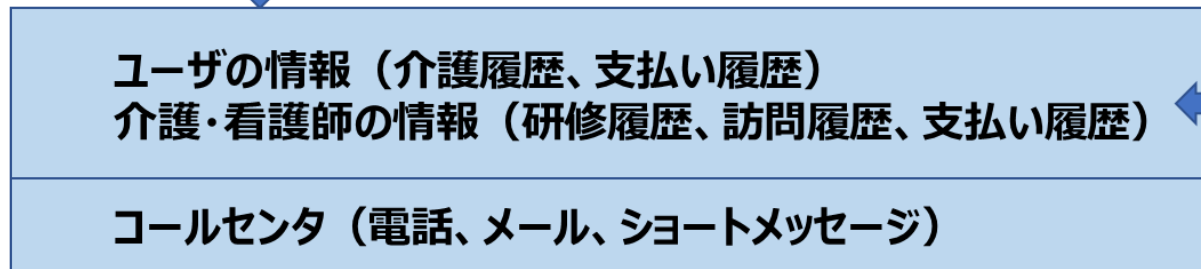 ユーザの情報（介護履歴、支払い履歴）
介護・看護師の情報（研修履歴、訪問履歴、支払い履歴）
コールセンタ（電話、メール、ショートメッセージ）